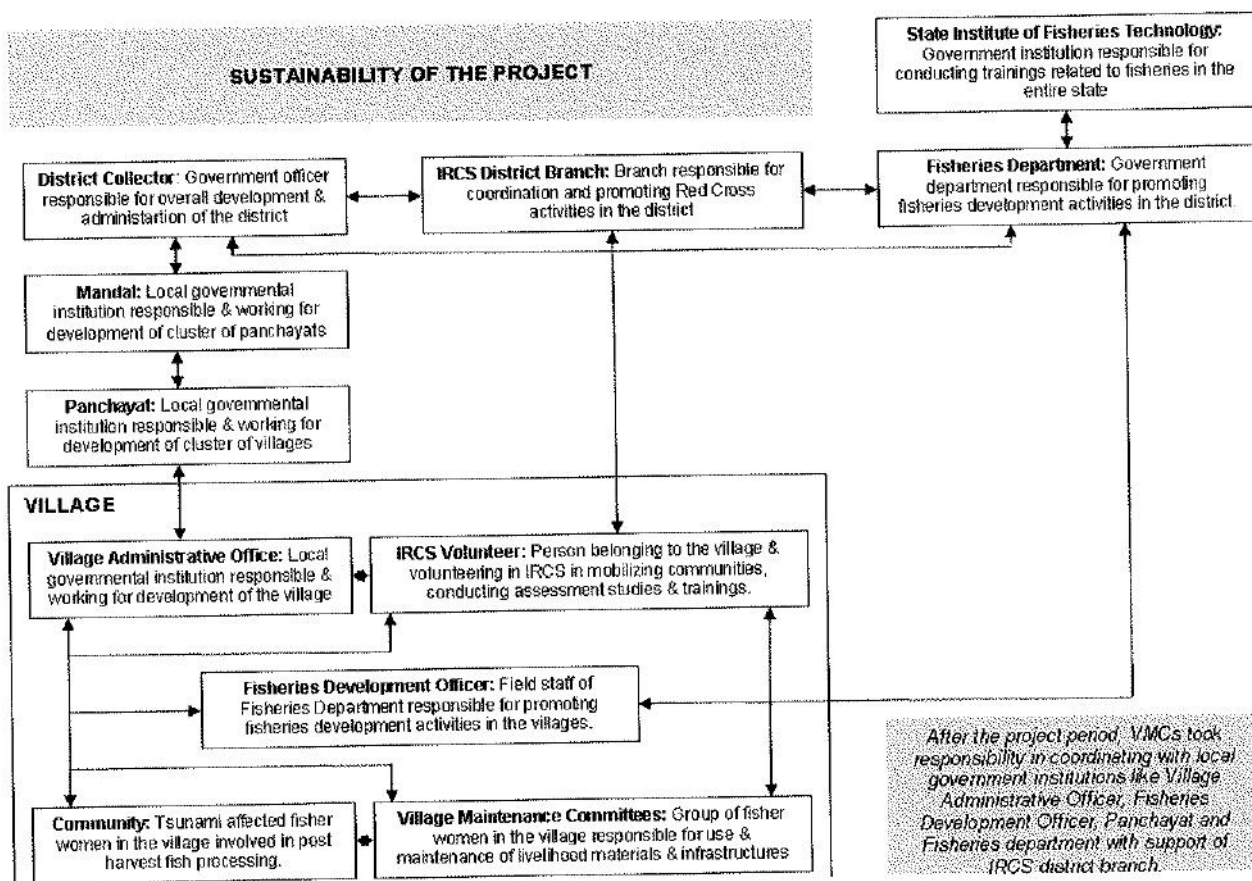 SUSTAINABILITY OF THE PROJECT
State Institute of Fisheries Technology:
Government institution responsible for
conducting trainings related to fisheries in the
entire state
District Collector: Government officer
responsible for overall development &
administartion of the district
IRCS District Branch: Branch responsible for
coordination and promoting Red Cross
activities in the district
Fisheries Department: Government
department responsible for promoting
fisheries development activities in the district.
Mandal: Local governmental
institution responsible & working for
development of cluster of panchayats
Panchayat: Local governmental
institution responsible & working for
development of cluster of villages
VILLAGE
Village Administrative Office: Local
governmental institution responsible &
working for development of the village
IRCS Volunteer: Person belonging to the village &
volunteering in IRCS in mobilizing communities,
conducting assessment studies & trainings.
Fisheries Development Officer: Field staff of
Fisheries Department responsible for promoting
fisheries development activities in the villages.
Community: Tsunami affected fisher
women in the village involved in post
harvest fish processing.
Village Maintenance Committees: Group of fisher
women in the village responsible for use &
maintenance of livelihood materials & infrastructures
After the project period, VMCs took
responsibility in coordinating with local
government institutions like Village
Administrative Officer, Fisheries
Development Officer, Panchayat and
Fisheries department with support of
IRCS district branch.